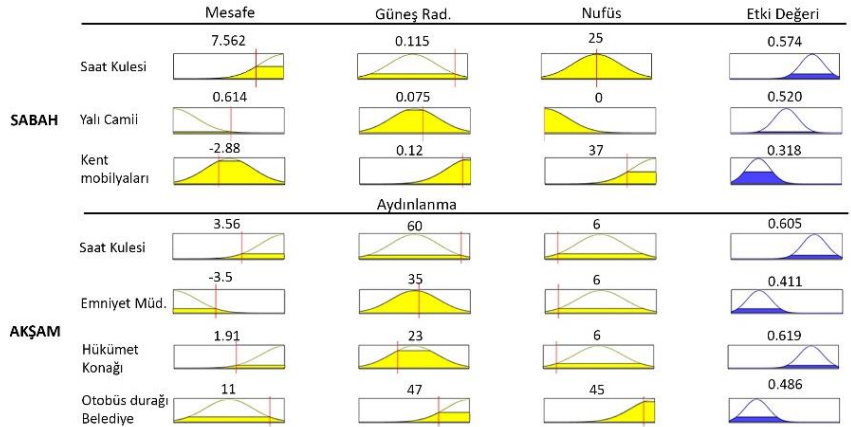 Mesafe Güneş Rad. Nufüs Etki Değeri
7.562 0.115 25 0.574
Saat Kulesi
0.614 0.075 0 0.520
SABAH Yalı Camii
-2.88 0.12 37 0.318
Kent
mobilyaları
Aydınlanma
3.56 60 6 0.605
Saat Kulesi
-3.5 35 6 0.411
Emniyet Müd.
AKŞAM
1.91 23 6 0.619
Hükümet
Konağı
11 47 45 0.486
Otobüs durağı
Belediye